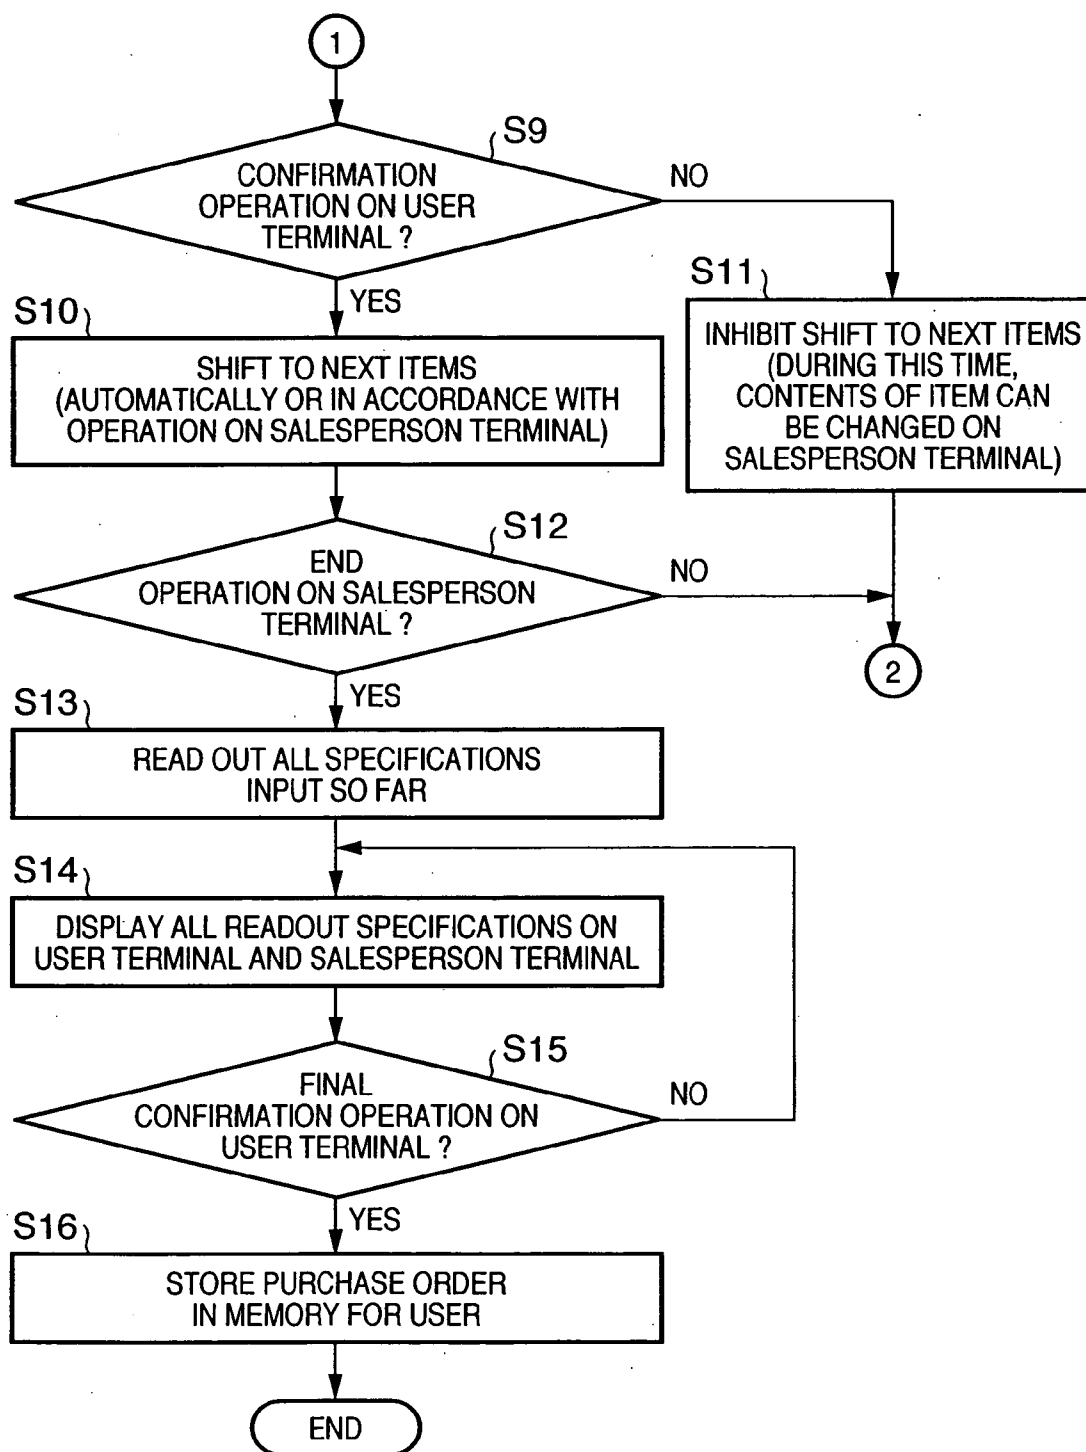 1
S9
CONFIRMATION
OPERATION ON USER
TERMINAL ?
NO
YES
S10
SHIFT TO NEXT ITEMS
(AUTOMATICALLY OR IN ACCORDANCE WITH
OPERATION ON SALESPERSON TERMINAL)
S11
INHIBIT SHIFT TO NEXT ITEMS
(DURING THIS TIME,
CONTENTS OF ITEM CAN
BE CHANGED ON
SALESPERSON TERMINAL)
S12
END
OPERATION ON SALESPERSON
TERMINAL ?
NO
2
YES
S13
READ OUT ALL SPECIFICATIONS
INPUT SO FAR
S14
DISPLAY ALL READOUT SPECIFICATIONS ON
USER TERMINAL AND SALESPERSON TERMINAL
S15
FINAL
CONFIRMATION OPERATION ON
USER TERMINAL ?
NO
YES
S16
STORE PURCHASE ORDER
IN MEMORY FOR USER
END